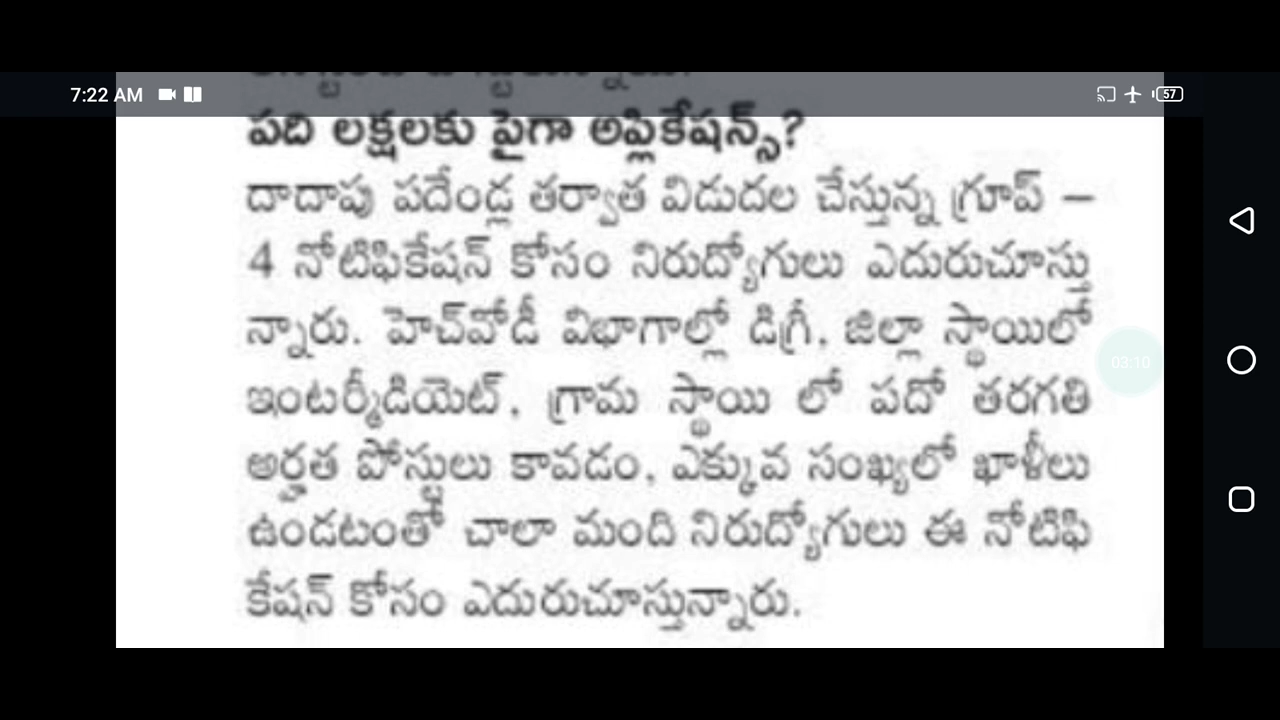 7:22 AM
57
పది లక్షలకు పైగా అప్లికేషన్స్?
దాదాపు పదేండ్ల తర్వాత విడుదల చేస్తున్న గ్రూప్ –
4 నోటిఫికేషన్ కోసం నిరుద్యోగులు ఎదురుచూస్తు
న్నారు. హెచ్‌వోడీ విభాగాల్లో డిగ్రీ, జిల్లా స్థాయిలో
03:10
ఇంటర్మీడియెట్, గ్రామ స్థాయి లో పదో తరగతి
అర్హత పోస్టులు కావడం, ఎక్కువ సంఖ్యలో ఖాళీలు
ఉండటంతో చాలా మంది నిరుద్యోగులు ఈ నోటిఫి
కేషన్ కోసం ఎదురుచూస్తున్నారు.